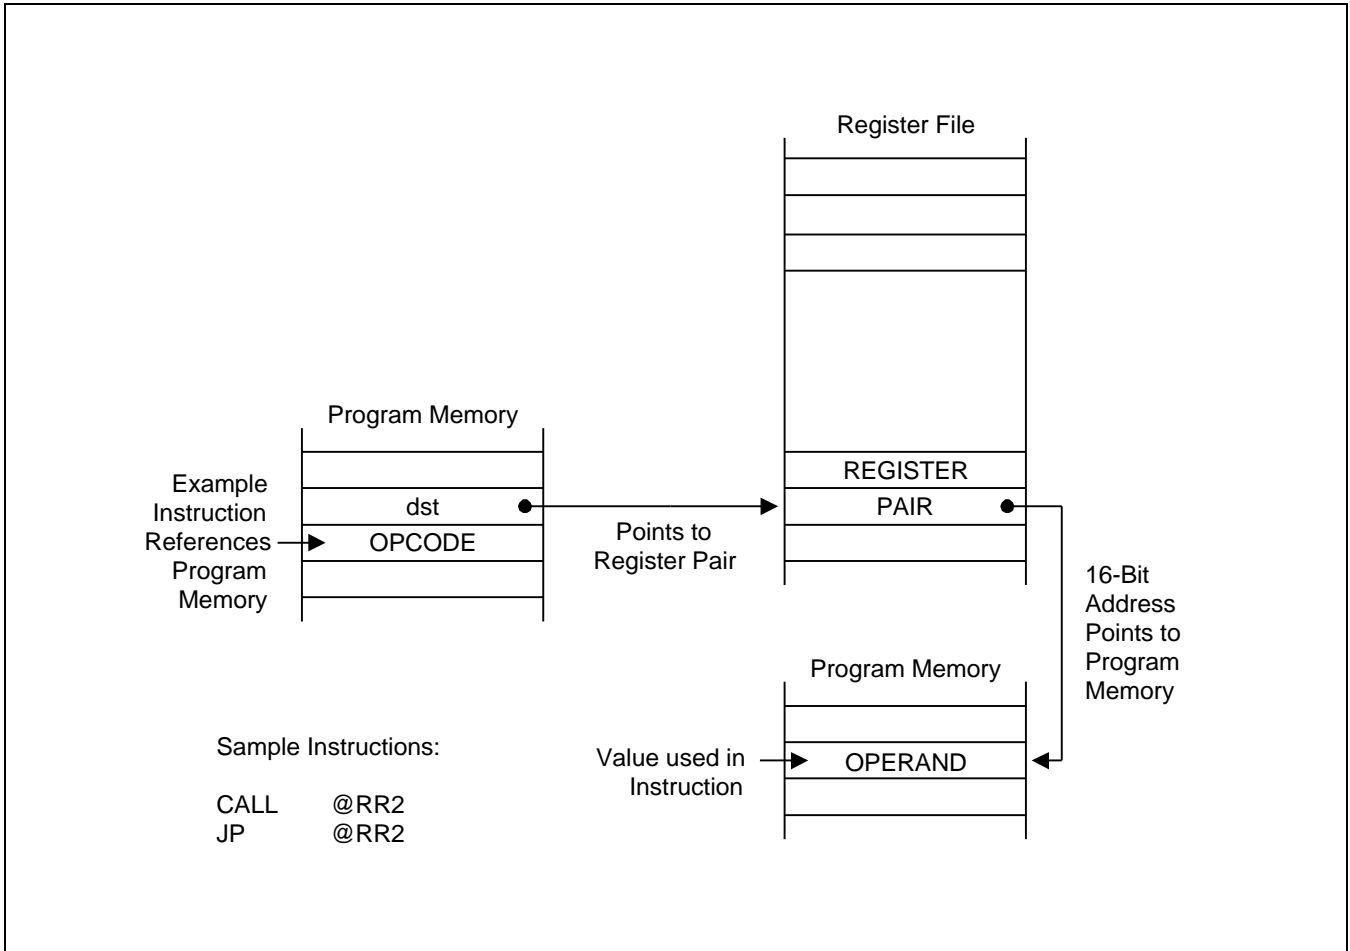 Register File
Program Memory
REGISTER
Example
Instruction
References
Program
Memory
dst
PAIR
OPCODE
Points to
Register Pair
16-Bit
Address
Points to
Program
Memory
Program Memory
Sample Instructions:
Value used in
Instruction
OPERAND
CALL @RR2
JP @RR2